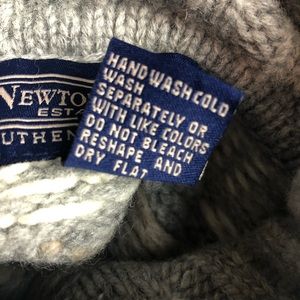 NEWTO
EST
UTHEN
HAND WASH COLD
WASH
SEPARATELY OR
WITH LIKE COLORS
DO NOT BLEACH
RESHAPE AND
DRY FLAT